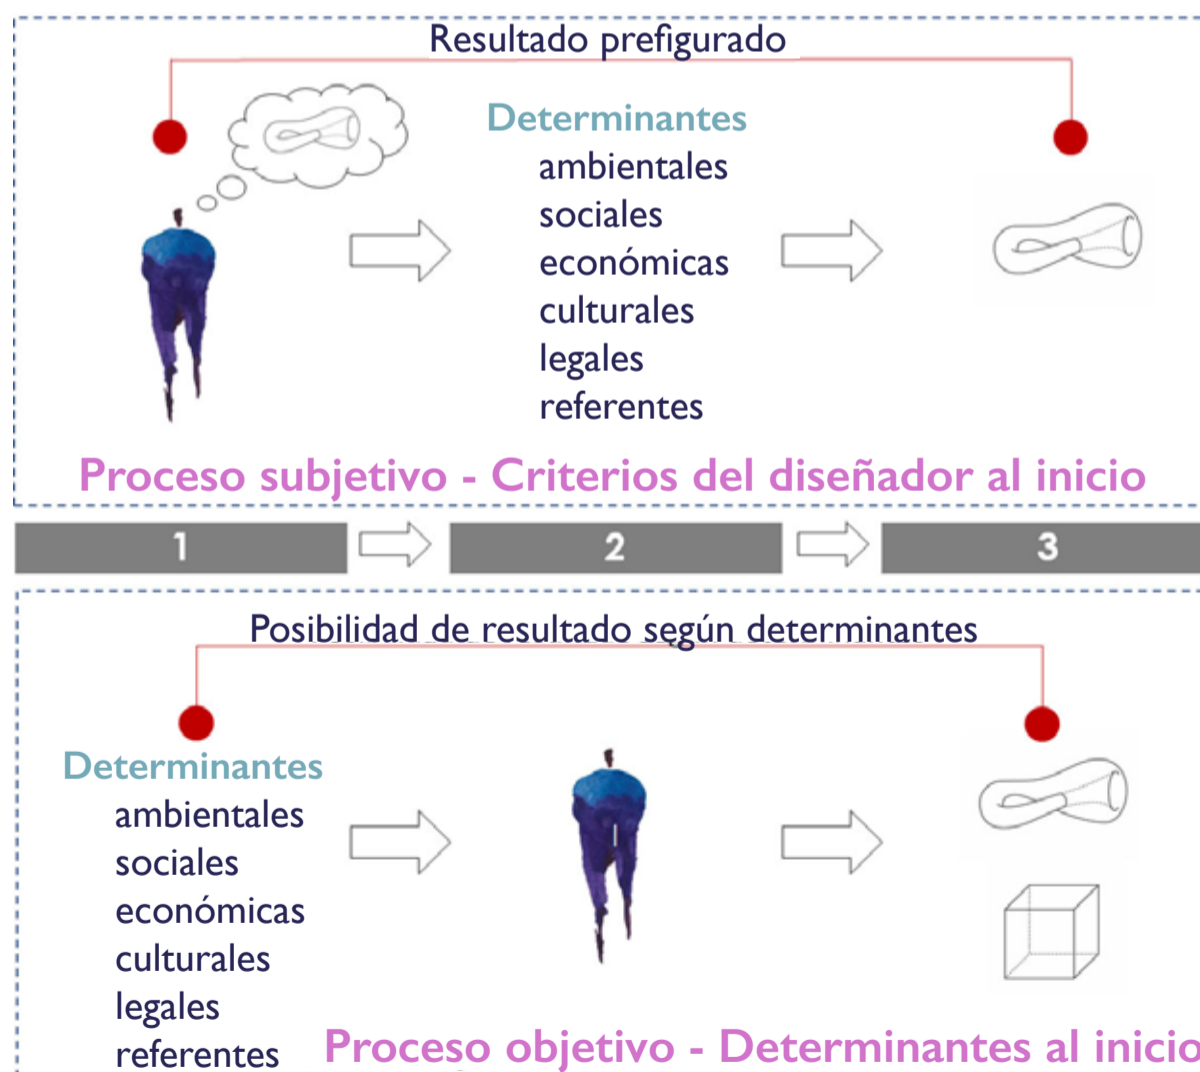 Resultado prefigurado
Determinantes
ambientales
sociales
económicas
culturales
legales
referentes
Proceso subjetivo - Criterios del diseñador al inicio
1
2
3
Posibilidad de resultado según determinantes
Determinantes
ambientales
sociales
económicas
culturales
legales
referentes
Proceso objetivo - Determinantes al inicio